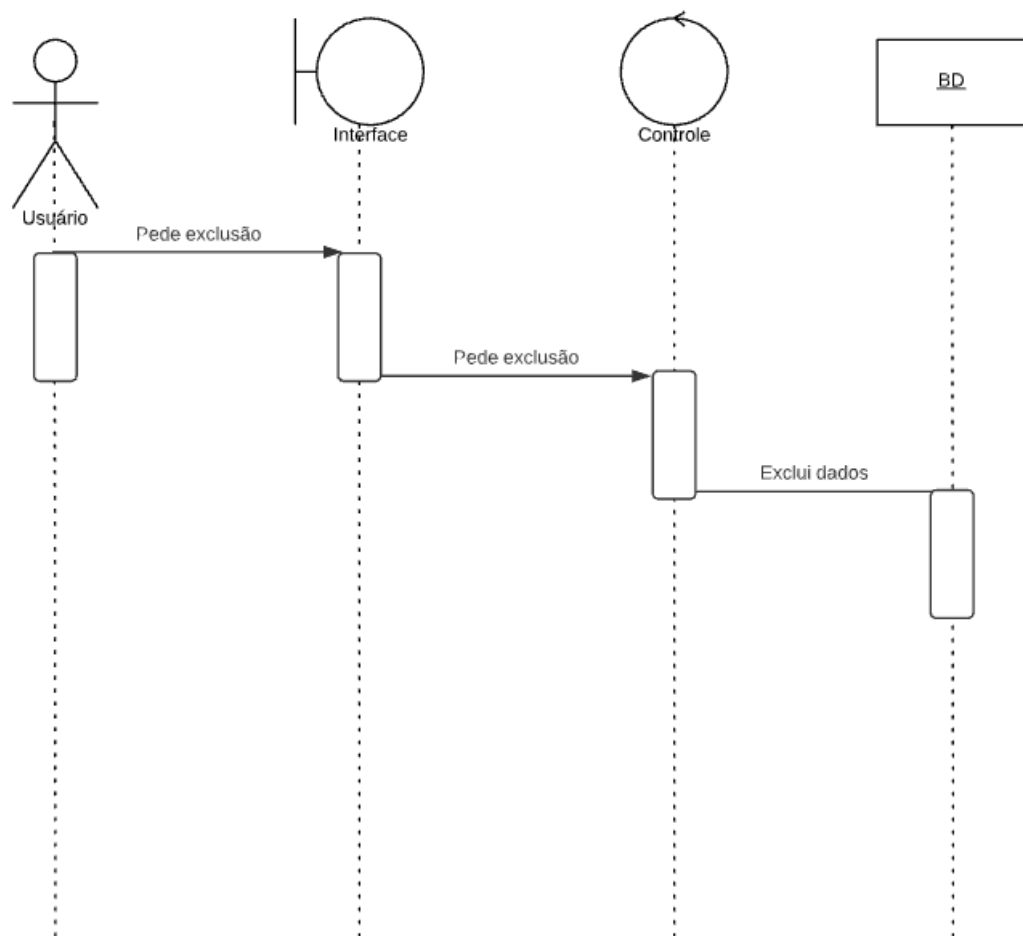 BD
Interface
Controle
Usuário
Pede exclusão
Pede exclusão
Exclui dados